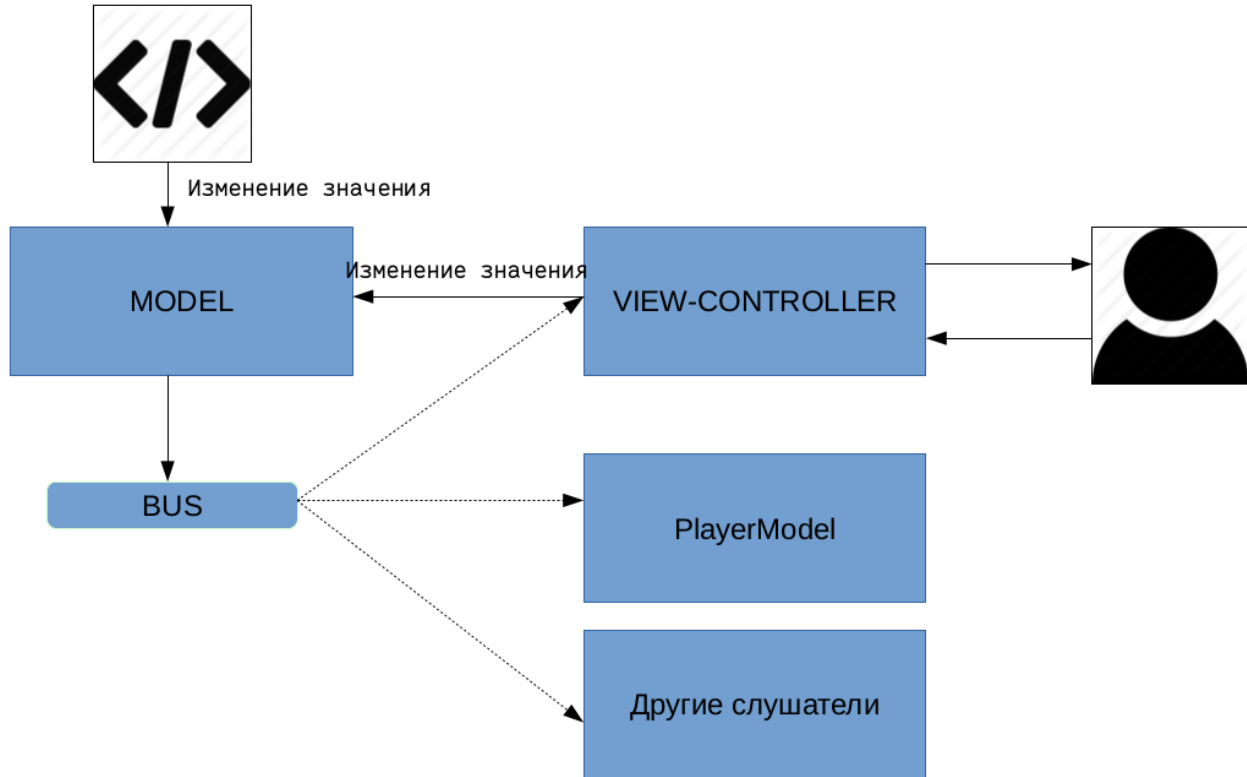 Изменение значения
MODEL
Изменение значения
VIEW-CONTROLLER
BUS
PlayerModel
Другие слушатели